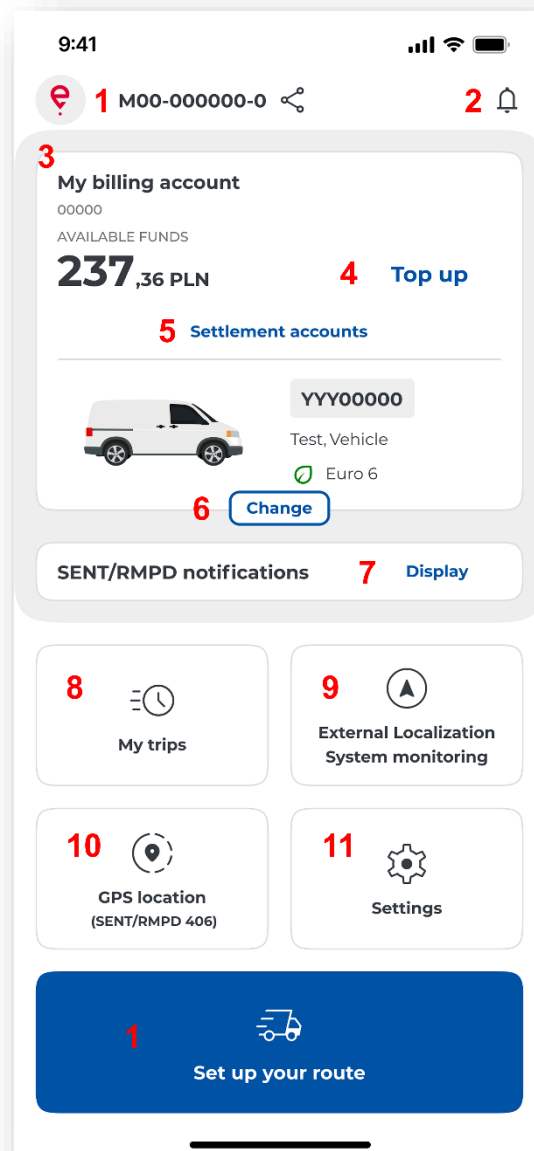 9:41
1 M00-000000-0 2
3
My billing account
00000
AVAILABLE FUNDS
237,36 PLN 4 Top up
5 Settlement accounts
YYY00000
Test, Vehicle
Euro 6
6 Change
SENT/RMPD notifications 7 Display
8 My trips
9 External Localization
System monitoring
10 GPS location
(SENT/RMPD 406)
11 Settings
1
Set up your route